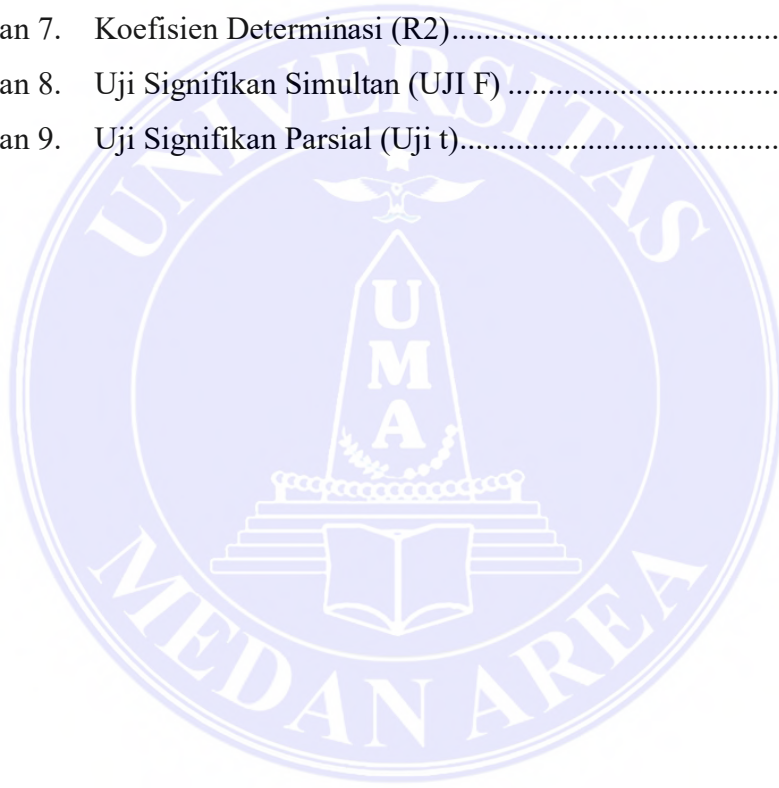 an 7. Koefisien Determinasi (R2)....................................
an 8. Uji Signifikan Simultan (UJI F) ..............................
an 9. Uji Signifikan Parsial (Uji t)...................................
UNIVERSITAS
U
M
A
MEDAN AREA